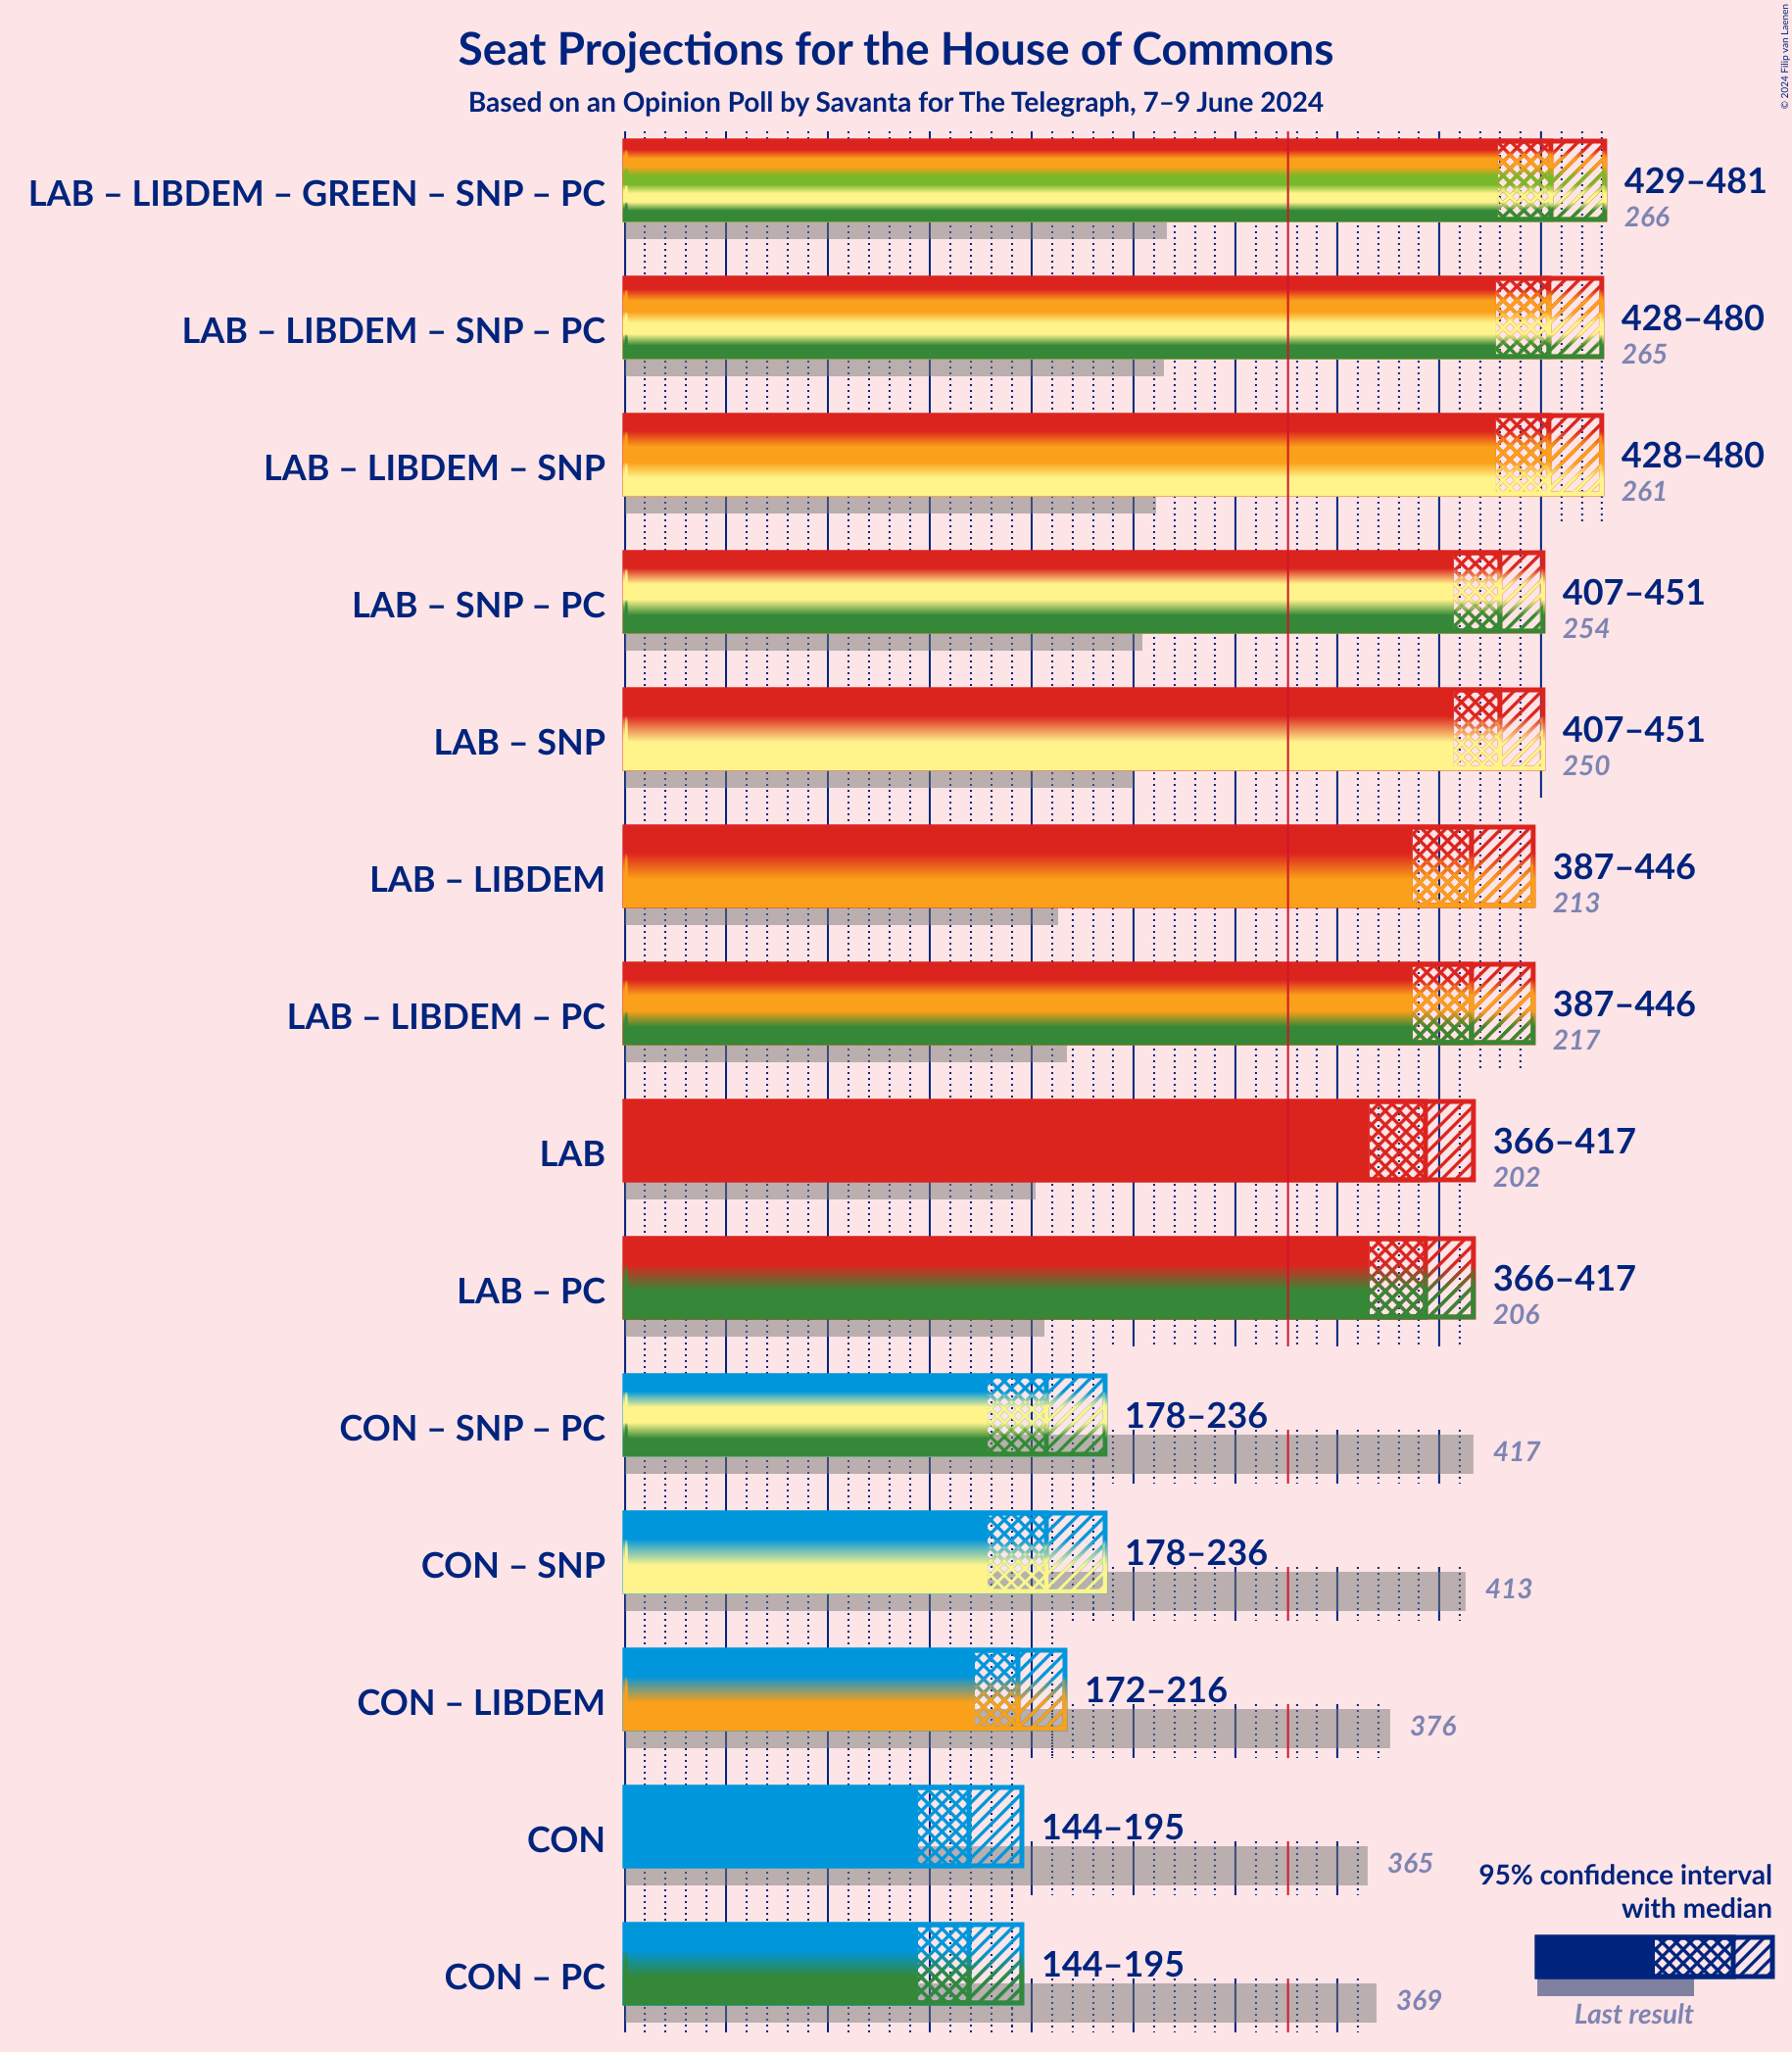 Seat Projections for the House of Commons
Based on an Opinion Poll by Savanta for The Telegraph, 7–9 June 2024
© 2024 Filip van Laenen
LAB – LIBDEM – GREEN – SNP – PC
429–481
266
LAB – LIBDEM – SNP – PC
428–480
265
LAB – LIBDEM – SNP
428–480
261
LAB – SNP – PC
407–451
254
LAB – SNP
407–451
250
LAB – LIBDEM
387–446
213
LAB – LIBDEM – PC
387–446
217
LAB
366–417
202
LAB – PC
366–417
206
CON – SNP – PC
178–236
417
CON – SNP
178–236
413
CON – LIBDEM
172–216
376
CON
144–195
365
CON – PC
144–195
369
95% confidence interval
with median
Last result